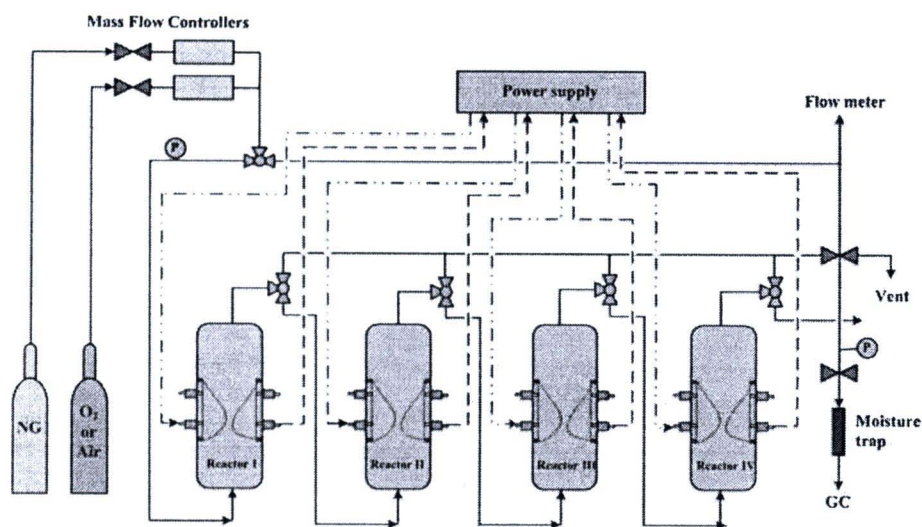 Mass Flow Controllers
Power supply
Flow meter
P
Vent
P
NG
O₂
or
Air
Reactor I
Reactor II
Reactor III
Reactor IV
Moisture
trap
GC